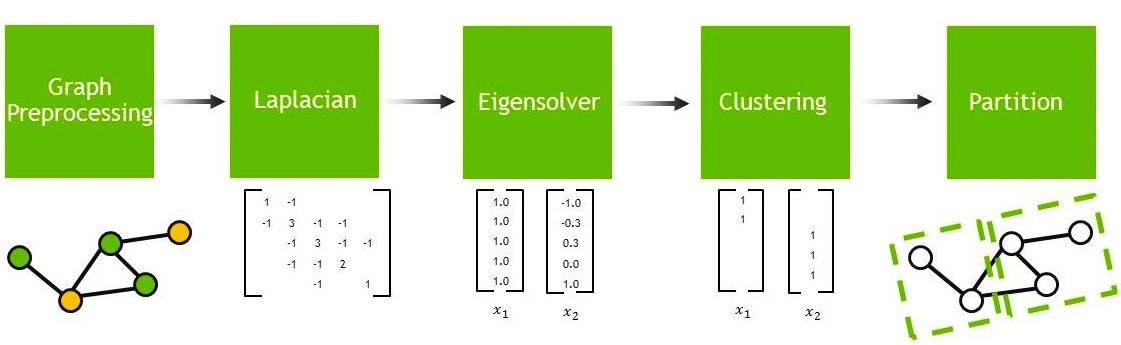 Graph
Preprocessing
Laplacian
Eigensolver
Clustering
Partition
1 -1
-1 3 -1 -1
-1 3 -1 -1
-1 -1 2
-1 1
1.0
1.0
1.0
1.0
1.0
x₁
-1.0
-0.3
0.3
0.0
1.0
x₂
1
1
x₁
1
1
1
x₂